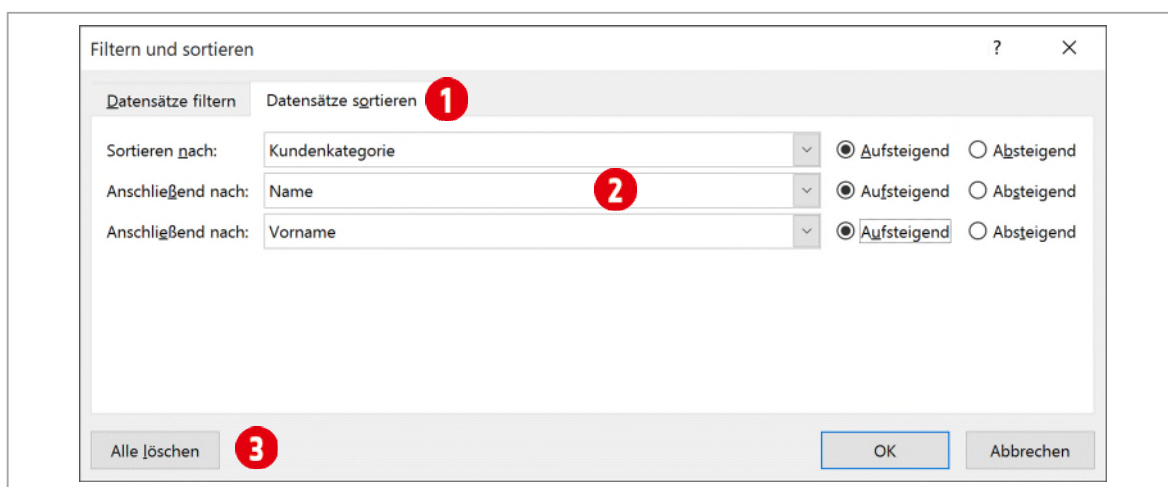 Filtern und sortieren ? ×
Datensätze filtern Datensätze sortieren 1
Sortieren nach: Kundenkategorie Aufsteigend Absteigend
Anschließend nach: Name 2 Aufsteigend Absteigend
Anschließend nach: Vorname Aufsteigend Absteigend
Alle löschen 3 OK Abbrechen